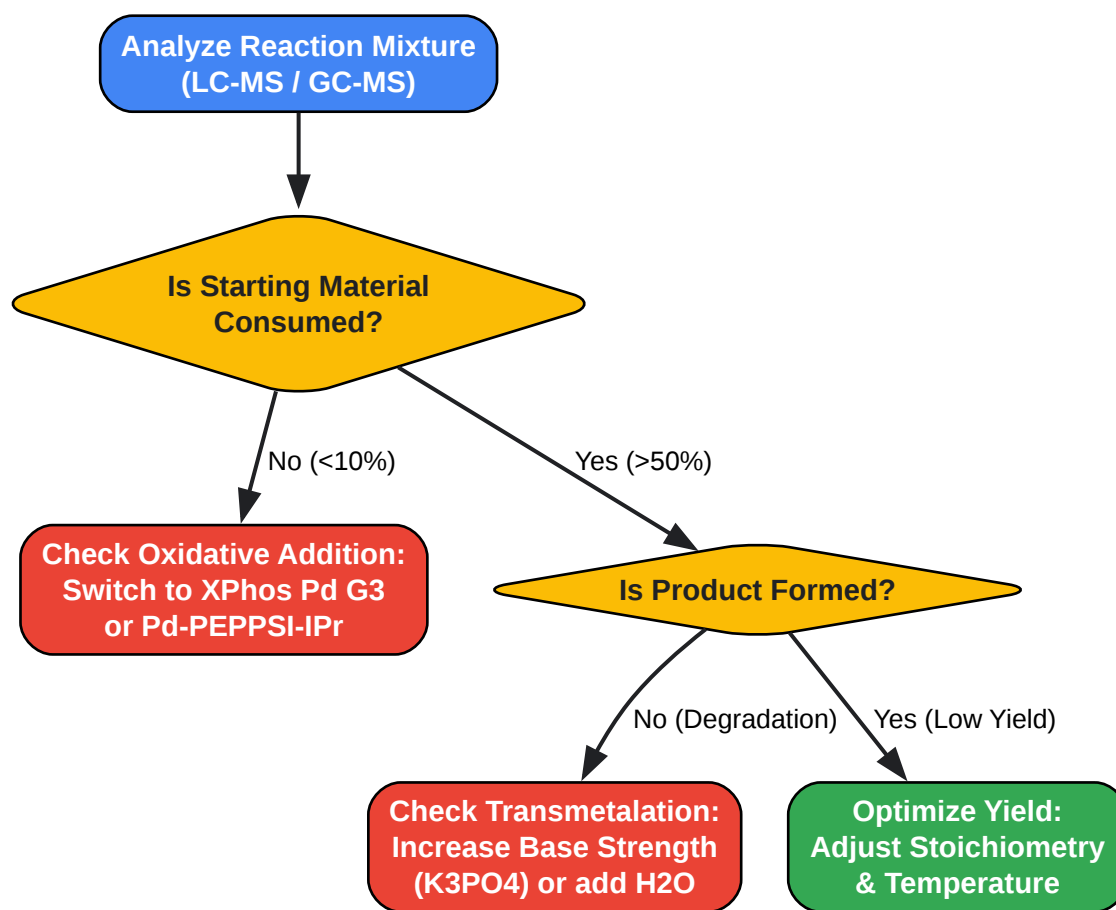 Analyze Reaction Mixture
(LC-MS / GC-MS)
Is Starting Material
Consumed?
No (<10%)
Yes (>50%)
Check Oxidative Addition:
Switch to XPhos Pd G3
or Pd-PEPPSI-IPr
Is Product Formed?
No (Degradation)
Yes (Low Yield)
Check Transmetalation:
Increase Base Strength
(K3PO4) or add H2O
Optimize Yield:
Adjust Stoichiometry
& Temperature